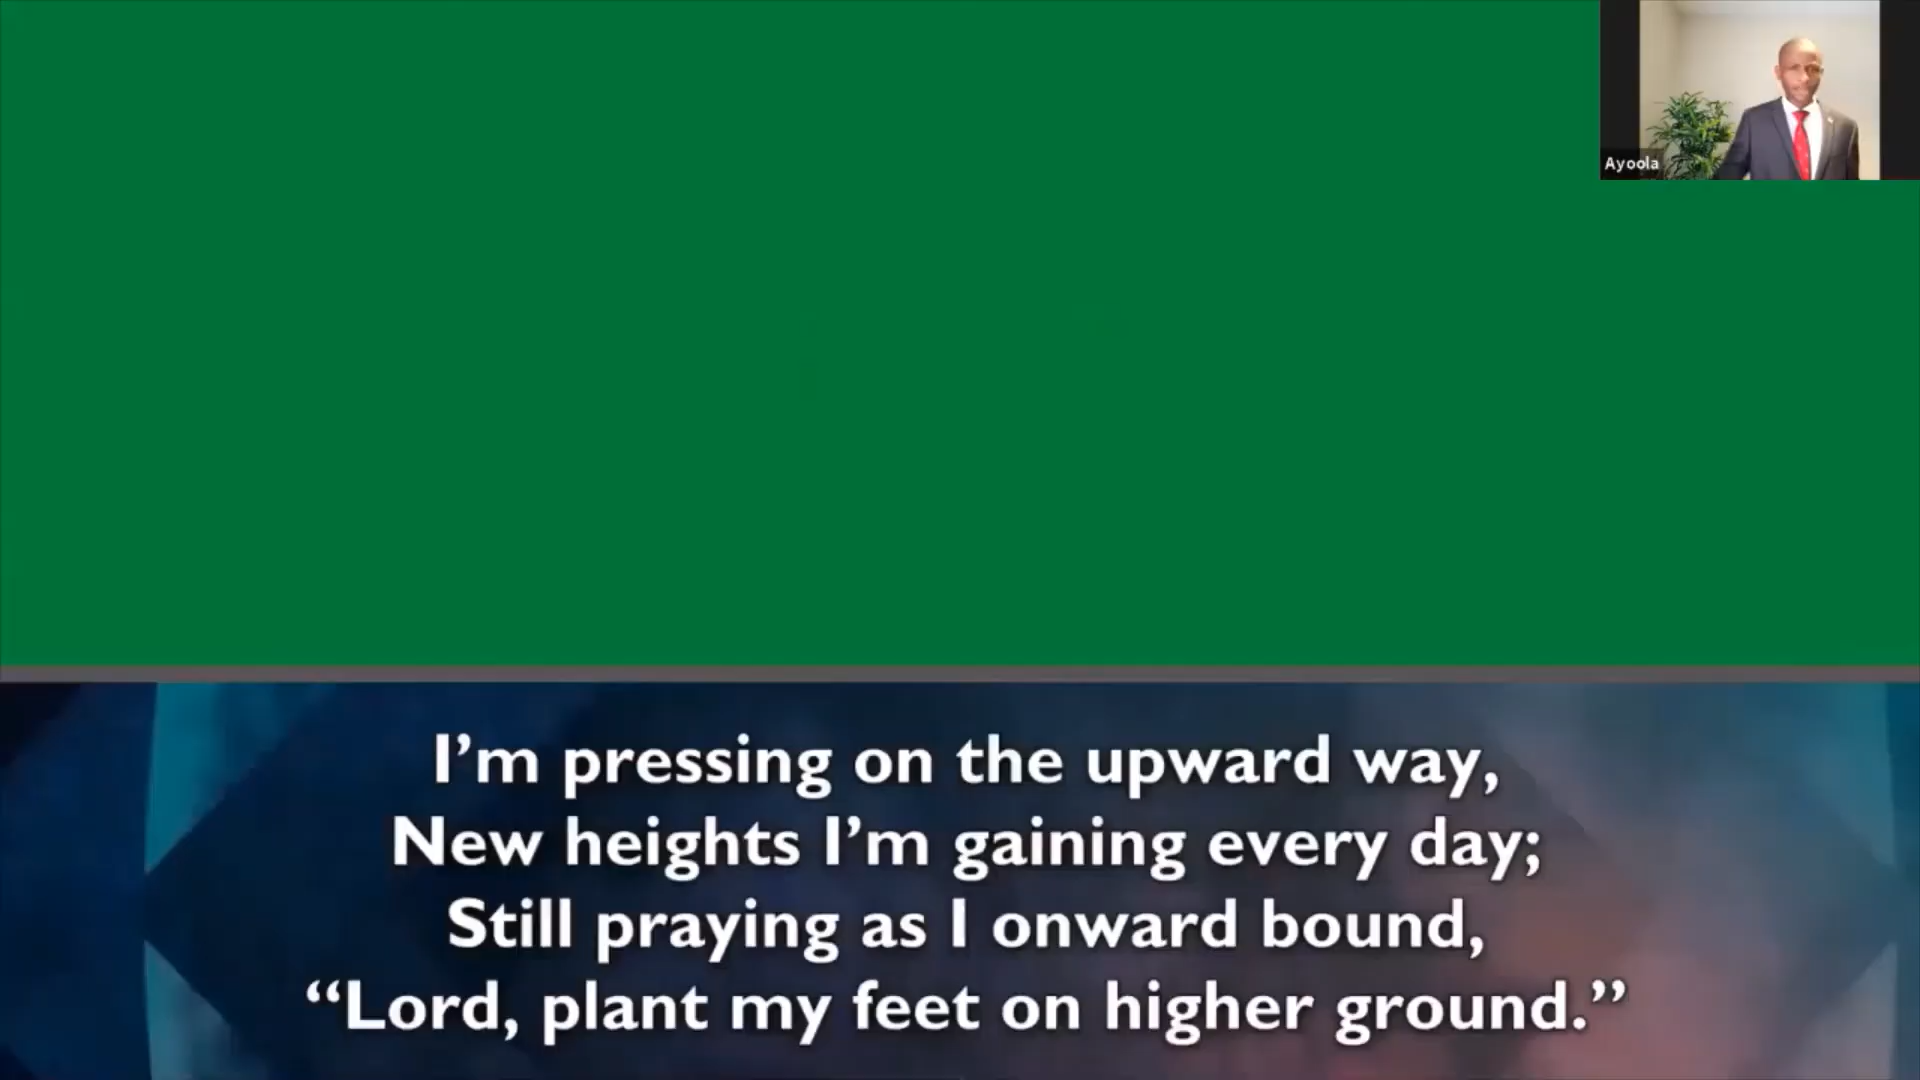 Ayoola
I’m pressing on the upward way,
New heights I’m gaining every day;
Still praying as I onward bound,
“Lord, plant my feet on higher ground.”